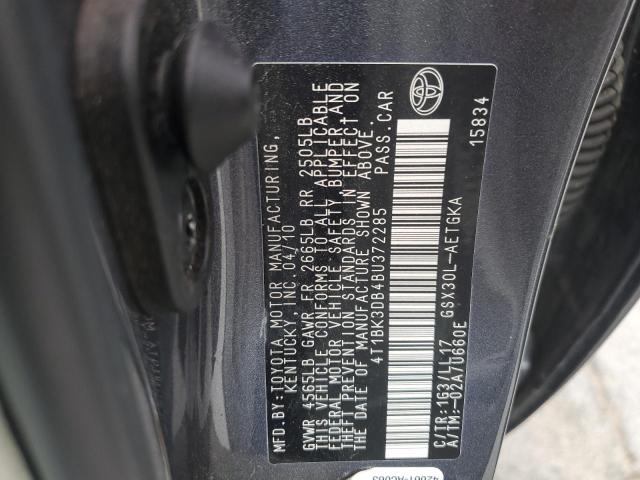 MFD.BY:TOYOTA MOTOR MANUFACTURING,
KENTUCKY,INC 04/10
GVWR 4565LB GAWR FR 2665LB RR 2505LB
THIS VEHICLE CONFORMS TO ALL APPLICABLE
FEDERAL MOTOR VEHICLE SAFETY, BUMPER,AND
THEFT PREVENTION STANDARDS IN EFFECT ON
THE DATE OF MANUFACTURE SHOWN ABOVE.
4T1BK3DB4BU372285 PASS.CAR
C/TR:1G3/LL17 GSX30L-AETGKA
A/TM:-02A/U660E 15834